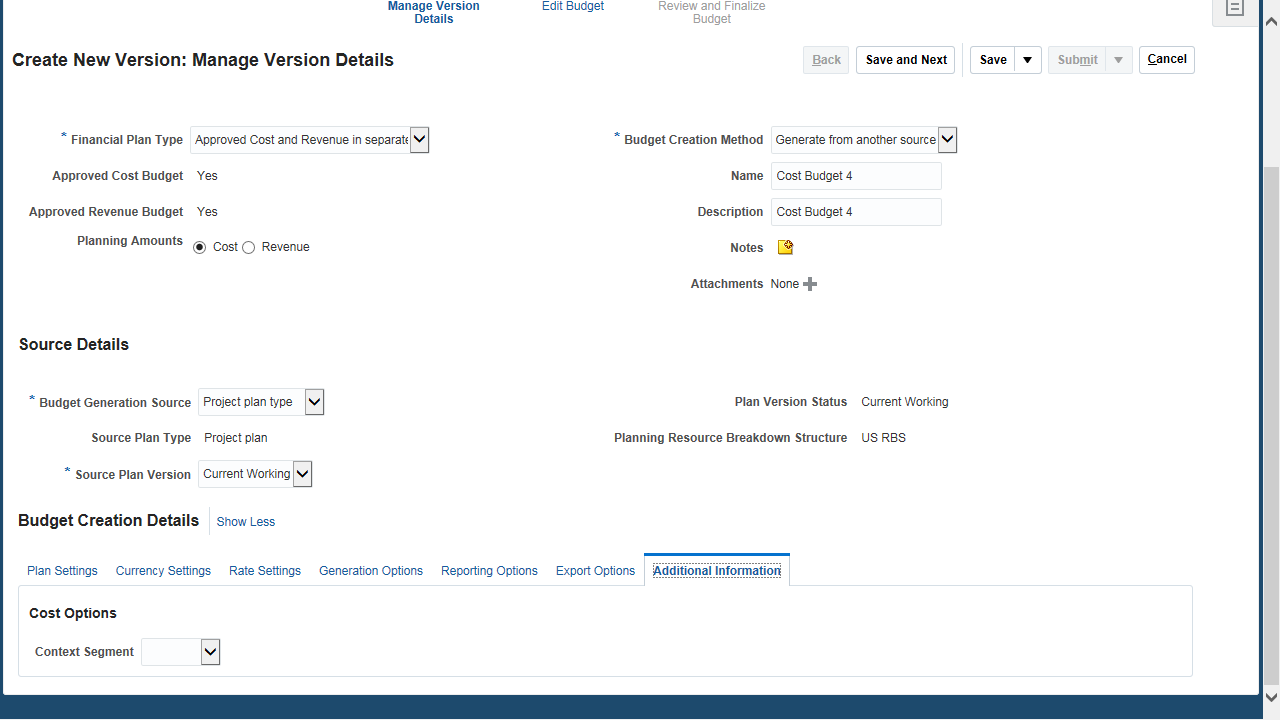 Manage Version Details
Edit Budget
Review and Finalize Budget
Create New Version: Manage Version Details
Back
Save and Next
Save
Submit
Cancel
* Financial Plan Type Approved Cost and Revenue in separate
* Budget Creation Method Generate from another source
Approved Cost Budget Yes
Name Cost Budget 4
Approved Revenue Budget Yes
Description Cost Budget 4
Planning Amounts Cost Revenue
Notes
Attachments None
Source Details
* Budget Generation Source Project plan type
Plan Version Status Current Working
Source Plan Type Project plan
Planning Resource Breakdown Structure US RBS
* Source Plan Version Current Working
Budget Creation Details Show Less
Plan Settings Currency Settings Rate Settings Generation Options Reporting Options Export Options Additional Information
Cost Options
Context Segment